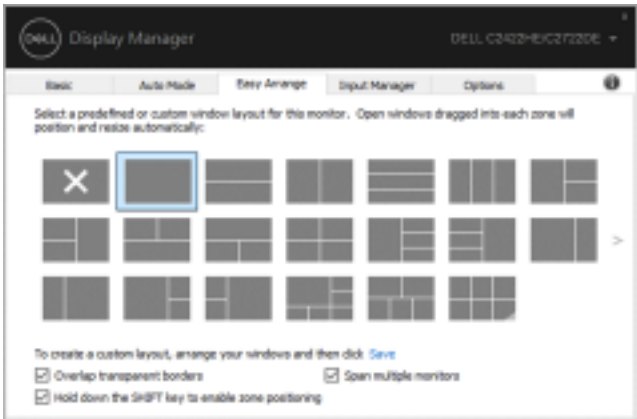 DELL Display Manager
DELL C2422HE/C2722DE
Basic Auto Mode Easy Arrange Input Manager Options
Select a predefined or custom window layout for this monitor. Open windows dragged into each zone will
position and resize automatically:
To create a custom layout, arrange your windows and then click Save
Overlap transparent borders Span multiple monitors
Hold down the SHIFT key to enable zone positioning